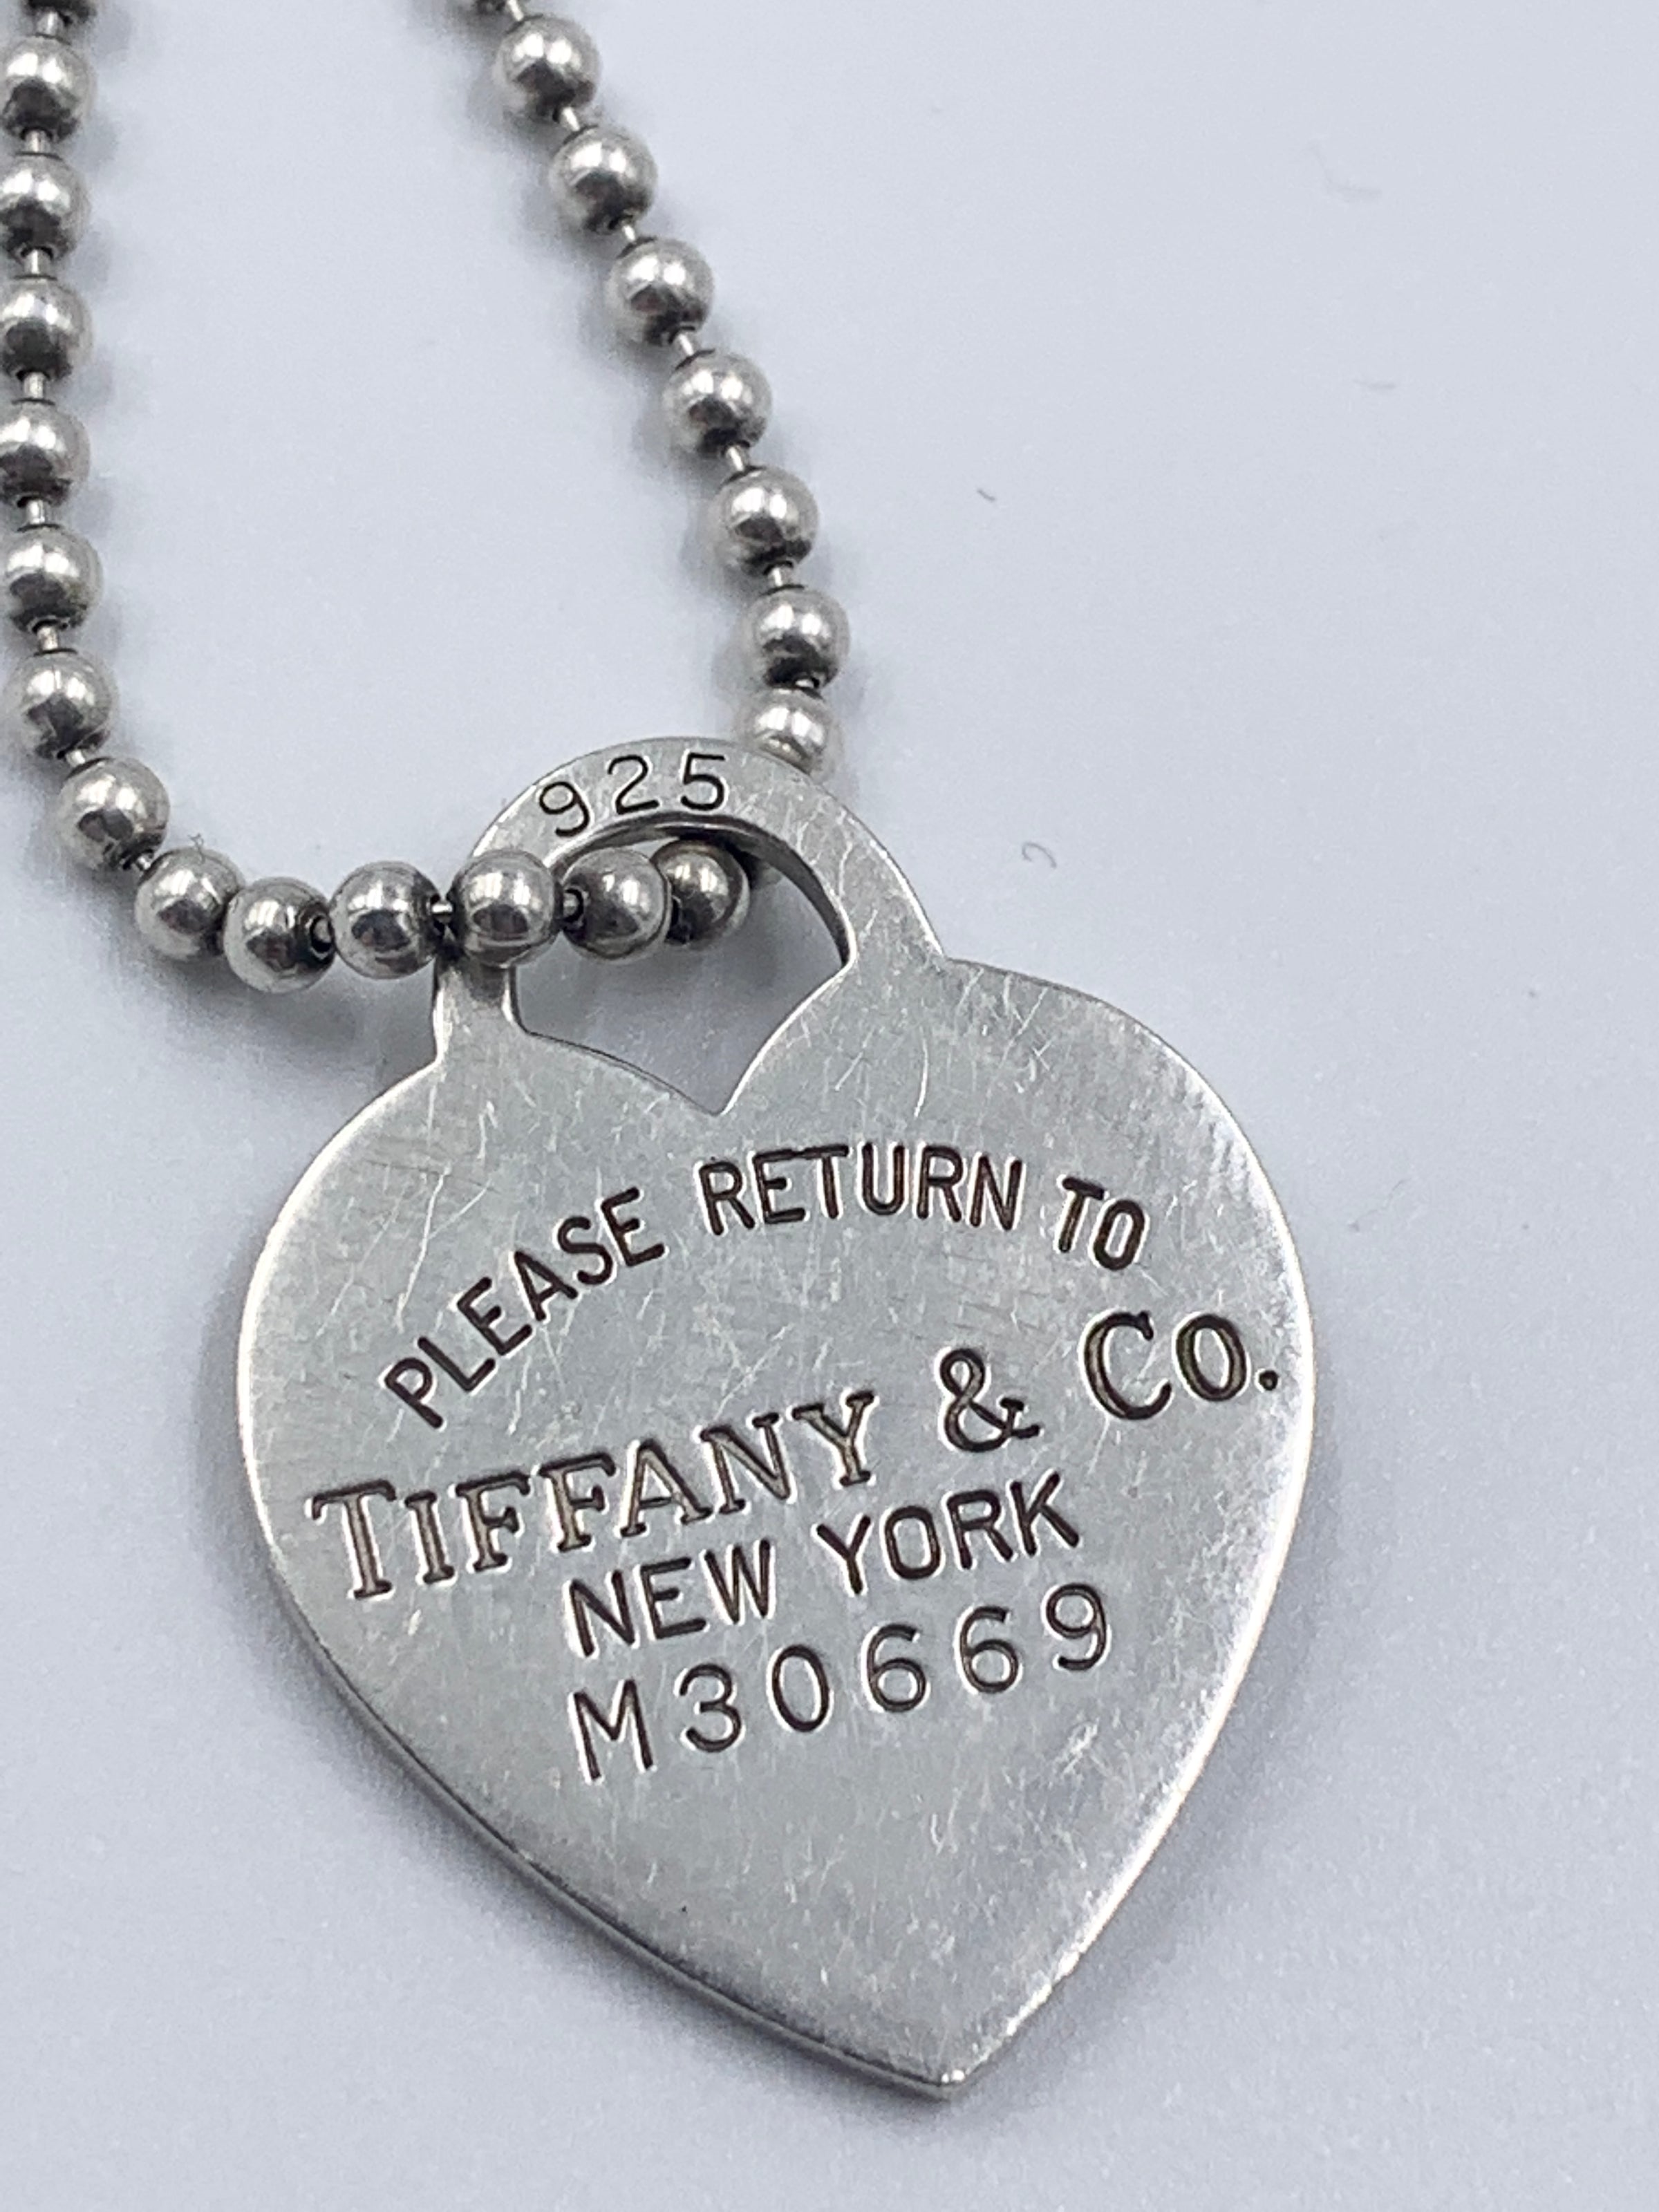 925
PLEASE RETURN TO
TIFFANY & CO.
NEW YORK
M30669